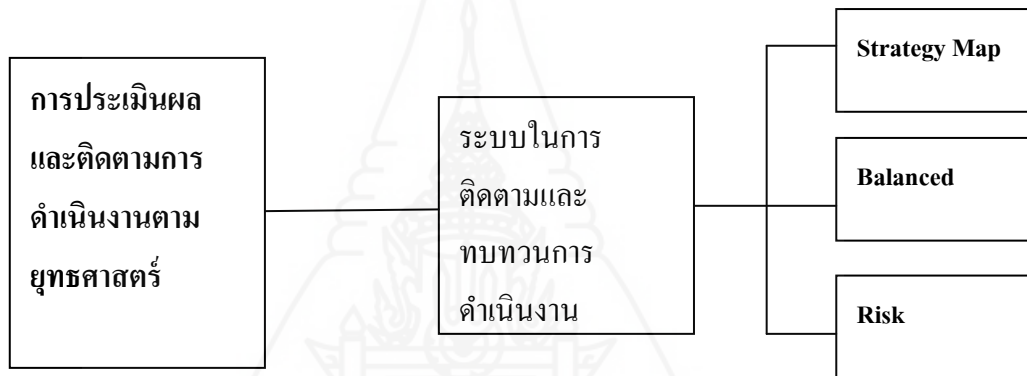 การประเมินผล
และติดตามการ
ดำเนินงานตาม
ยุทธศาสตร์
ระบบในการ
ติดตามและ
ทบทวนการ
ดำเนินงาน
Strategy Map
Balanced
Risk